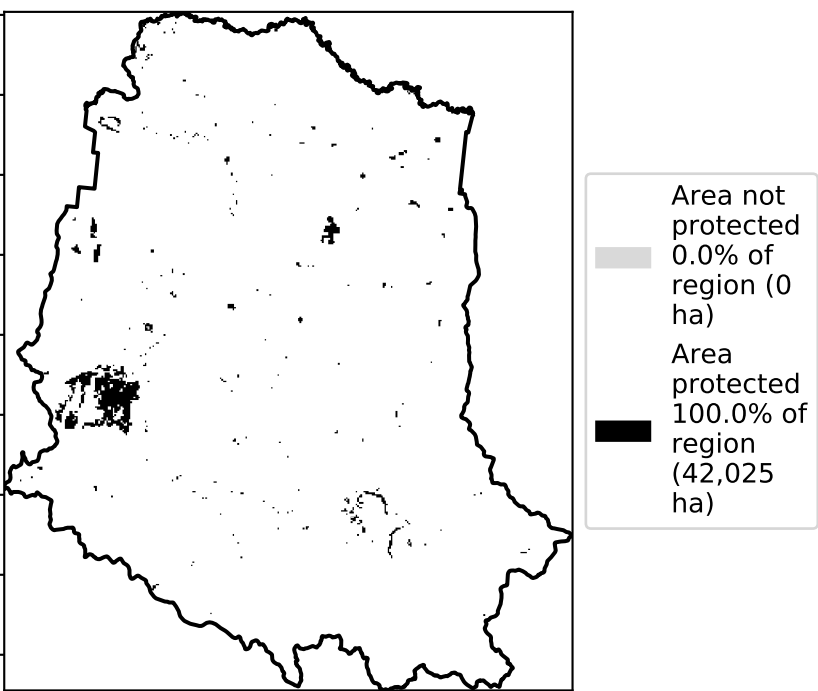 Area not
protected
0.0% of
region (0
ha)
Area
protected
100.0% of
region
(42,025
ha)